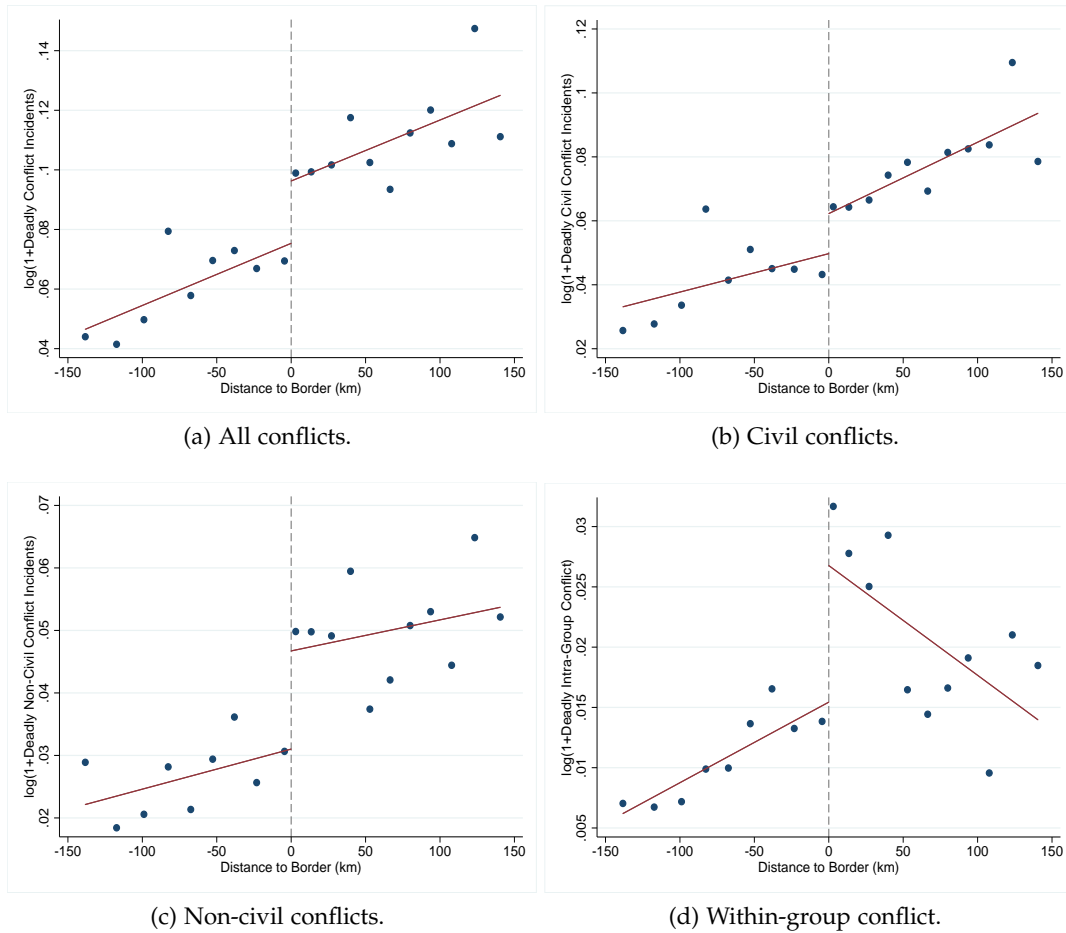 log(1+Deadly Conflict Incidents)
.04 .06 .08 .1 .12 .14
-150 -100 -50 0 50 100 150
Distance to Border (km)
(a) All conflicts.
log(1+Deadly Civil Conflict Incidents)
.02 .04 .06 .08 .1 .12
-150 -100 -50 0 50 100 150
Distance to Border (km)
(b) Civil conflicts.
log(1+Deadly Non-Civil Conflict Incidents)
.02 .03 .04 .05 .06 .07
-150 -100 -50 0 50 100 150
Distance to Border (km)
(c) Non-civil conflicts.
log(1+Deadly Intra-Group Conflict)
.005 .01 .015 .02 .025 .03
-150 -100 -50 0 50 100 150
Distance to Border (km)
(d) Within-group conflict.